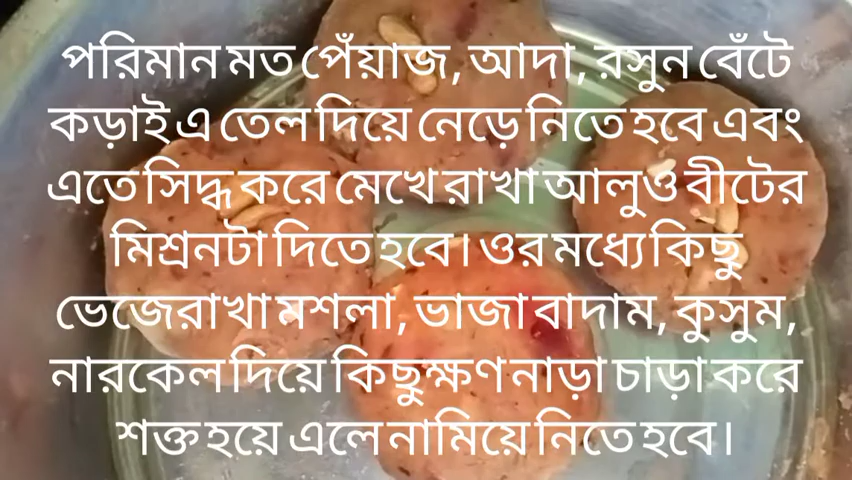 পরিমান মত পেঁয়াজ, আদা, রসুন বেঁটে
কড়াই এ তেল দিয়ে নেড়ে নিতে হবে এবং
এতে সিদ্ধ করে মেখে রাখা আলুও বীটের
মিশ্রনটা দিতে হবে। ওর মধ্যে কিছু
ভেজে রাখা মশলা, ভাজা বাদাম, কুসুম,
নারকেল দিয়ে কিছুক্ষণ নাড়া চাড়া করে
শক্ত হয়ে এলে নামিয়ে নিতে হবে।